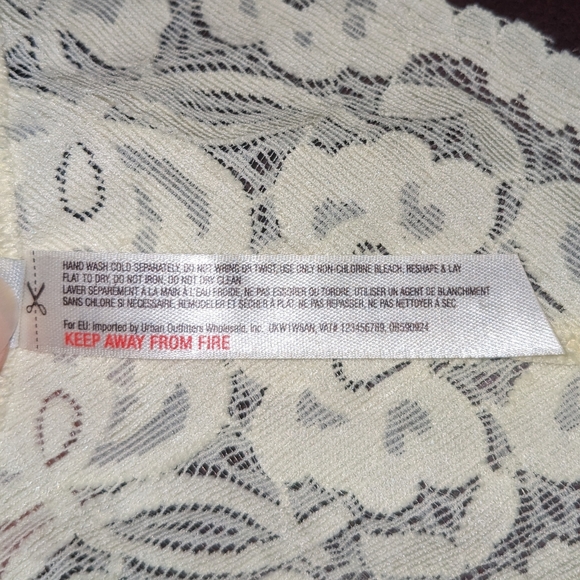 HAND WASH COLD SEPARATELY, DO NOT WRING OR TWIST, USE ONLY NON-CHLORINE BLEACH. RESHAPE & LAY
FLAT TO DRY, DO NOT IRON, DO NOT DRY CLEAN
LAVER SÉPARÉMENT À LA MAIN À L'EAU FROIDE, NE PAS ESSORER OU TORDRE, UTILISER UN AGENT DE BLANCHIMENT
SANS CHLORE SI NÉCESSAIRE, REMODELER ET SÉCHER À PLAT, NE PAS REPASSER, NE PAS NETTOYER À SEC.
For EU: Imported by Urban Outfitters Wholesale, Inc. UKW1W8AN, VAT# 123456789, OB590924
KEEP AWAY FROM FIRE